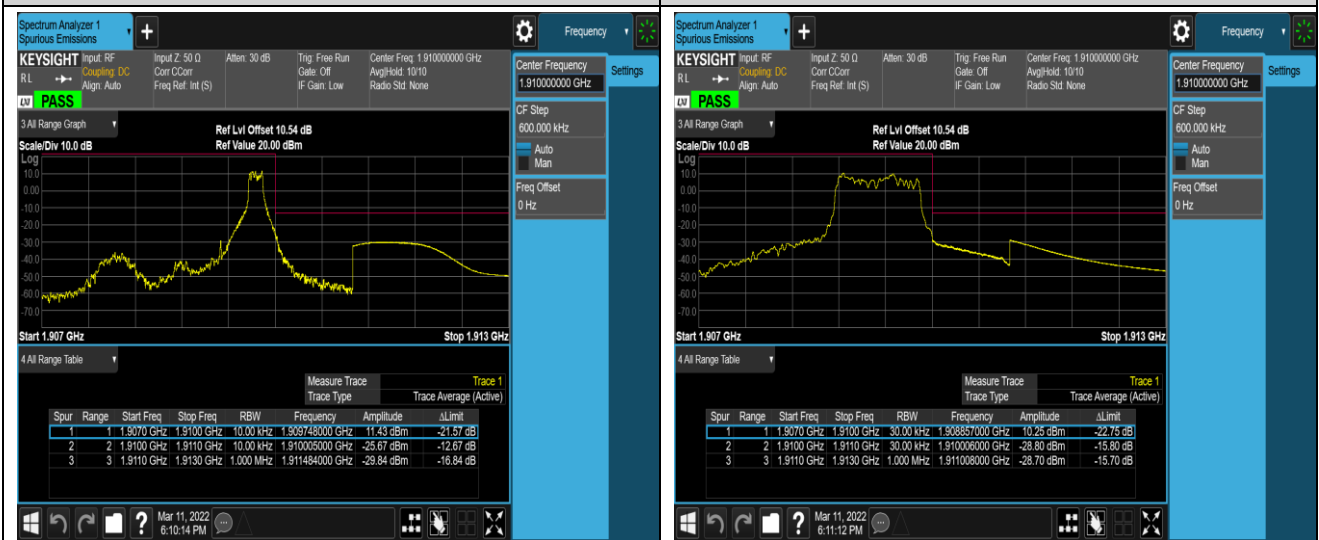 Spectrum Analyzer 1
Spurious Emissions
+
Frequency
KEYSIGHT
RL
Input: RF
Coupling: DC
Align: Auto
Input Z: 50 Ω
Corr CCorr
Freq Ref: Int (S)
Atten: 30 dB
Trig: Free Run
Gate: Off
IF Gain: Low
Center Freq: 1.910000000 GHz
Avg|Hold: 10/10
Radio Std: None
LXI PASS
Center Frequency
1.910000000 GHz
Settings
CF Step
600.000 kHz
Auto
Man
Freq Offset
0 Hz
3 All Range Graph
Ref Lvl Offset 10.54 dB
Scale/Div 10.0 dB Ref Value 20.00 dBm
Log
10.0
0.00
-10.0
-20.0
-30.0
-40.0
-50.0
-60.0
-70.0
Start 1.907 GHz Stop 1.913 GHz
4 All Range Table
Measure Trace Trace 1
Trace Type Trace Average (Active)
Spur Range Start Freq Stop Freq RBW Frequency Amplitude ΔLimit
1 1 1.9070 GHz 1.9100 GHz 10.00 kHz 1.909748000 GHz 11.43 dBm -21.57 dB
2 2 1.9100 GHz 1.9110 GHz 10.00 kHz 1.910005000 GHz -25.67 dBm -12.67 dB
3 3 1.9110 GHz 1.9130 GHz 1.000 MHz 1.911484000 GHz -29.84 dBm -16.84 dB
?
Mar 11, 2022
6:10:14 PM
Spectrum Analyzer 1
Spurious Emissions
+
Frequency
KEYSIGHT
RL
Input: RF
Coupling: DC
Align: Auto
Input Z: 50 Ω
Corr CCorr
Freq Ref: Int (S)
Atten: 30 dB
Trig: Free Run
Gate: Off
IF Gain: Low
Center Freq: 1.910000000 GHz
Avg|Hold: 10/10
Radio Std: None
LXI PASS
Center Frequency
1.910000000 GHz
Settings
CF Step
600.000 kHz
Auto
Man
Freq Offset
0 Hz
3 All Range Graph
Ref Lvl Offset 10.54 dB
Scale/Div 10.0 dB Ref Value 20.00 dBm
Log
10.0
0.00
-10.0
-20.0
-30.0
-40.0
-50.0
-60.0
-70.0
Start 1.907 GHz Stop 1.913 GHz
4 All Range Table
Measure Trace Trace 1
Trace Type Trace Average (Active)
Spur Range Start Freq Stop Freq RBW Frequency Amplitude ΔLimit
1 1 1.9070 GHz 1.9100 GHz 30.00 kHz 1.908857000 GHz 10.25 dBm -22.75 dB
2 2 1.9100 GHz 1.9110 GHz 30.00 kHz 1.910006000 GHz -28.80 dBm -15.80 dB
3 3 1.9110 GHz 1.9130 GHz 1.000 MHz 1.911008000 GHz -28.70 dBm -15.70 dB
?
Mar 11, 2022
6:11:12 PM